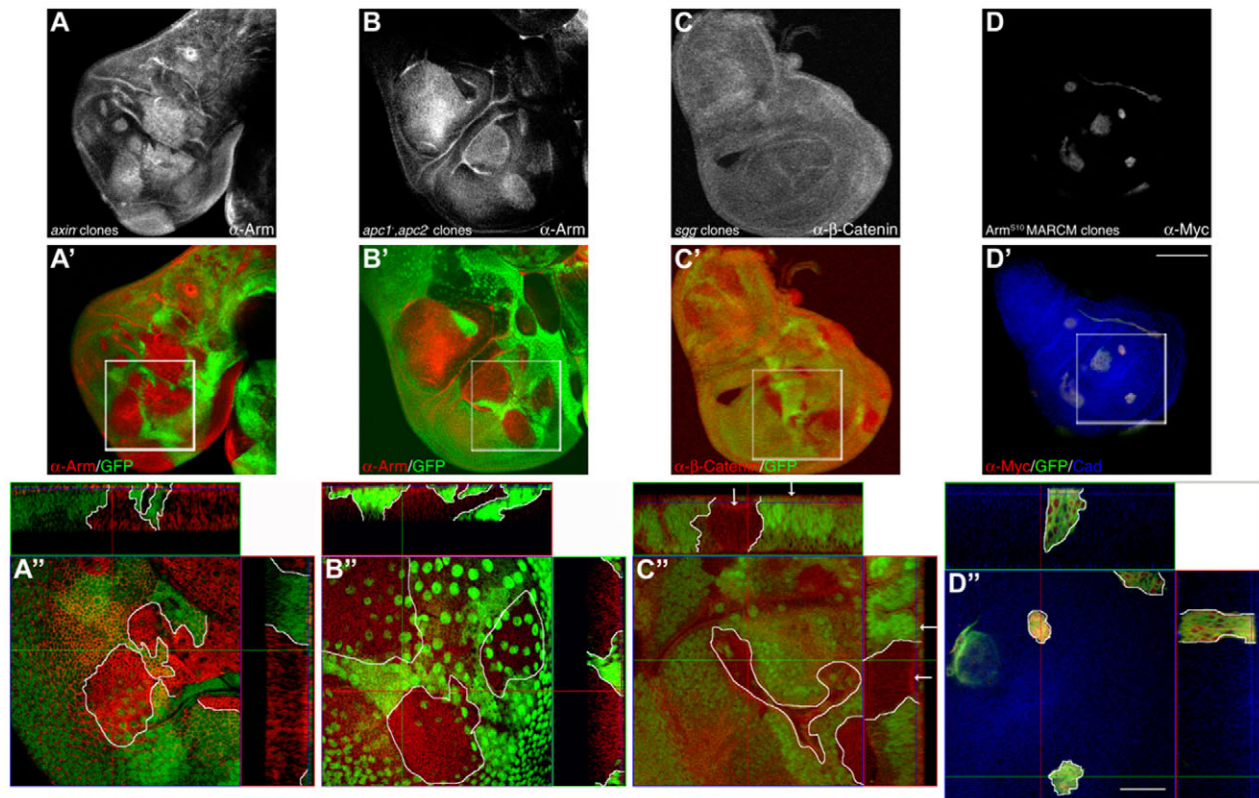 A
axin- clones
α-Arm
B
apc1-,apc2- clones
α-Arm
C
sgg- clones
α-β-Catenin
D
Arm^S10 MARCM clones
α-Myc
A’
α-Arm/GFP
B’
α-Arm/GFP
C’
α-β-Catenin/GFP
D’
α-Myc/GFP/Cad
A”
B”
C”
D”